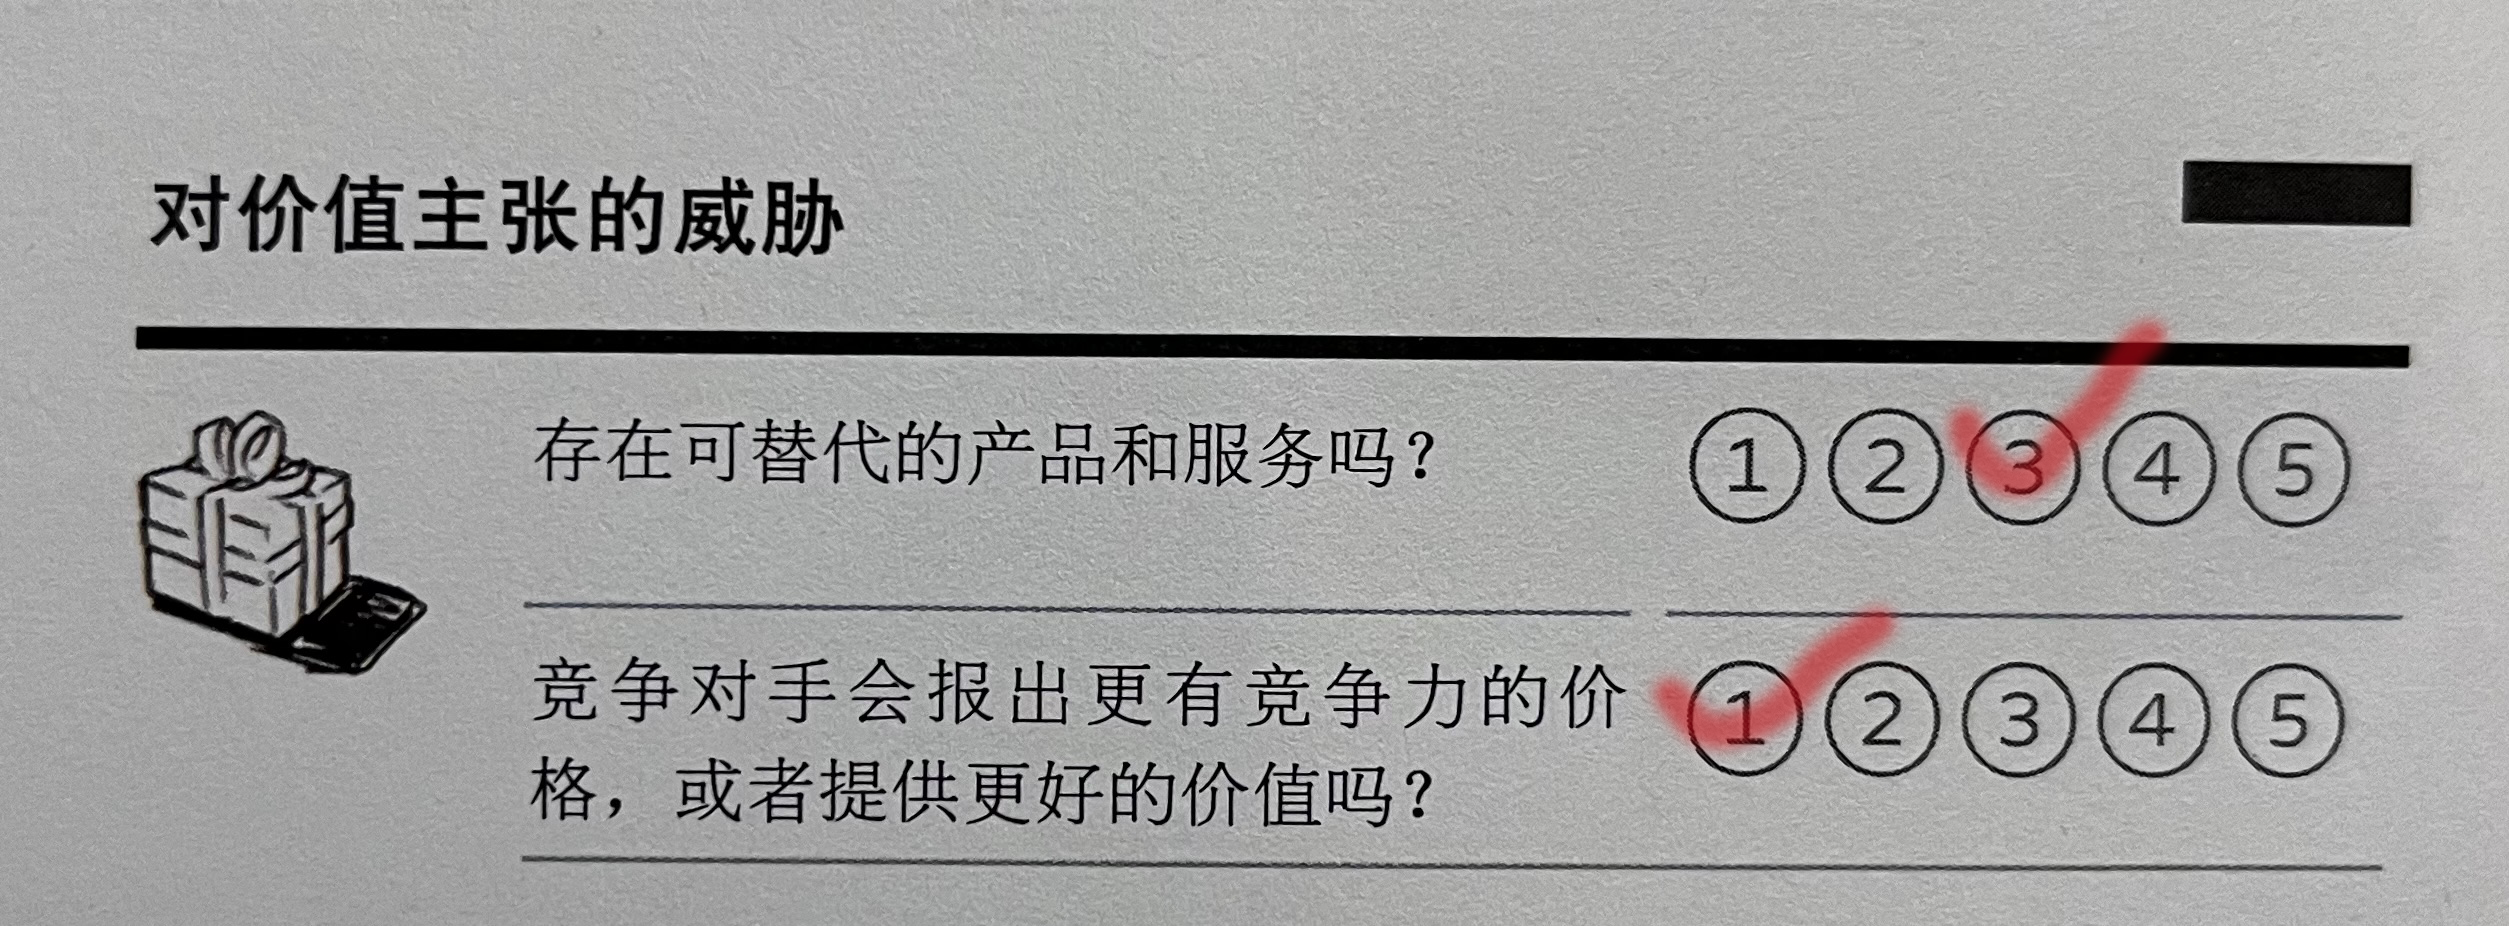 对价值主张的威胁
存在可替代的产品和服务吗？ ① ② ③ ④ ⑤
竞争对手会报出更有竞争力的价 ① ② ③ ④ ⑤
格，或者提供更好的价值吗？